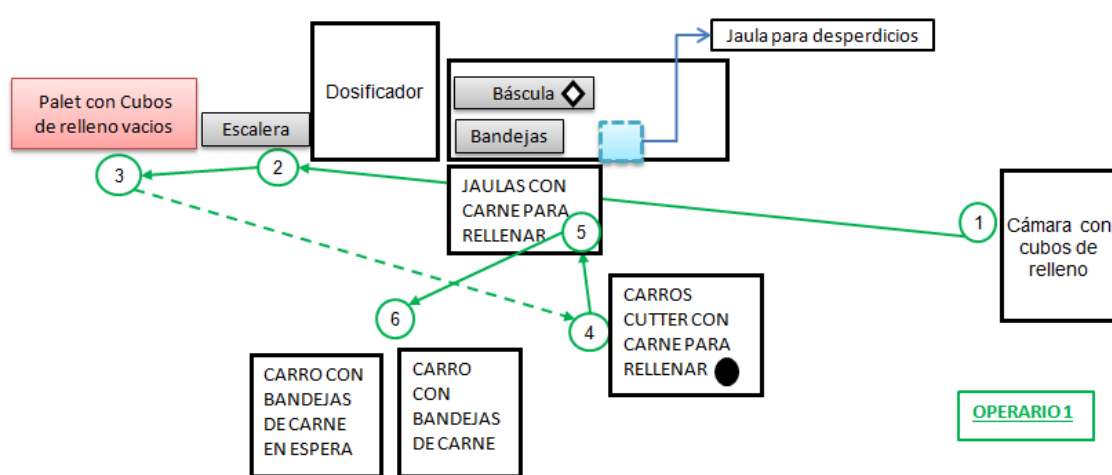 Jaula para desperdicios
Dosificador
Palet con Cubos
de relleno vacios
Escalera
Báscula
Bandejas
3
2
JAULAS CON
CARNE PARA
RELLENAR
5
1
Cámara con
cubos de
relleno
6
4
CARROS
CUTTER CON
CARNE PARA
RELLENAR
CARRO CON
BANDEJAS
DE CARNE
EN ESPERA
CARRO
CON
BANDEJAS
DE CARNE
OPERARIO 1